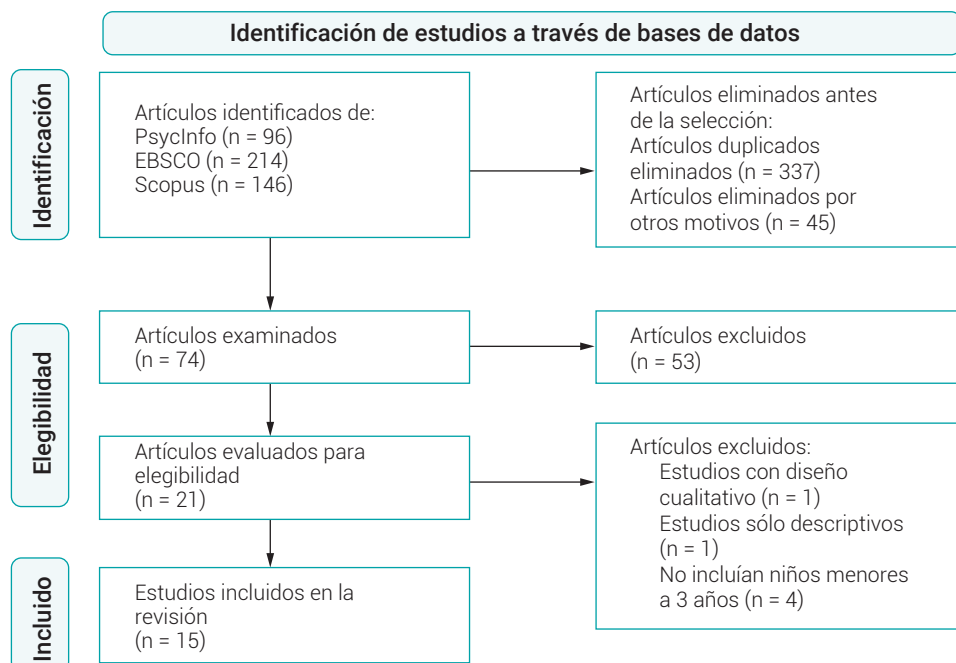 Identificación de estudios a través de bases de datos
Identificación
Artículos identificados de:
PsycInfo (n = 96)
EBSCO (n = 214)
Scopus (n = 146)
Artículos eliminados antes
de la selección:
Artículos duplicados
eliminados (n = 337)
Artículos eliminados por
otros motivos (n = 45)
Elegibilidad
Artículos examinados
(n = 74)
Artículos excluidos
(n = 53)
Artículos evaluados para
elegibilidad
(n = 21)
Artículos excluidos:
Estudios con diseño
cualitativo (n = 1)
Estudios sólo descriptivos
(n = 1)
No incluían niños menores
a 3 años (n = 4)
Incluido
Estudios incluidos en la
revisión
(n = 15)